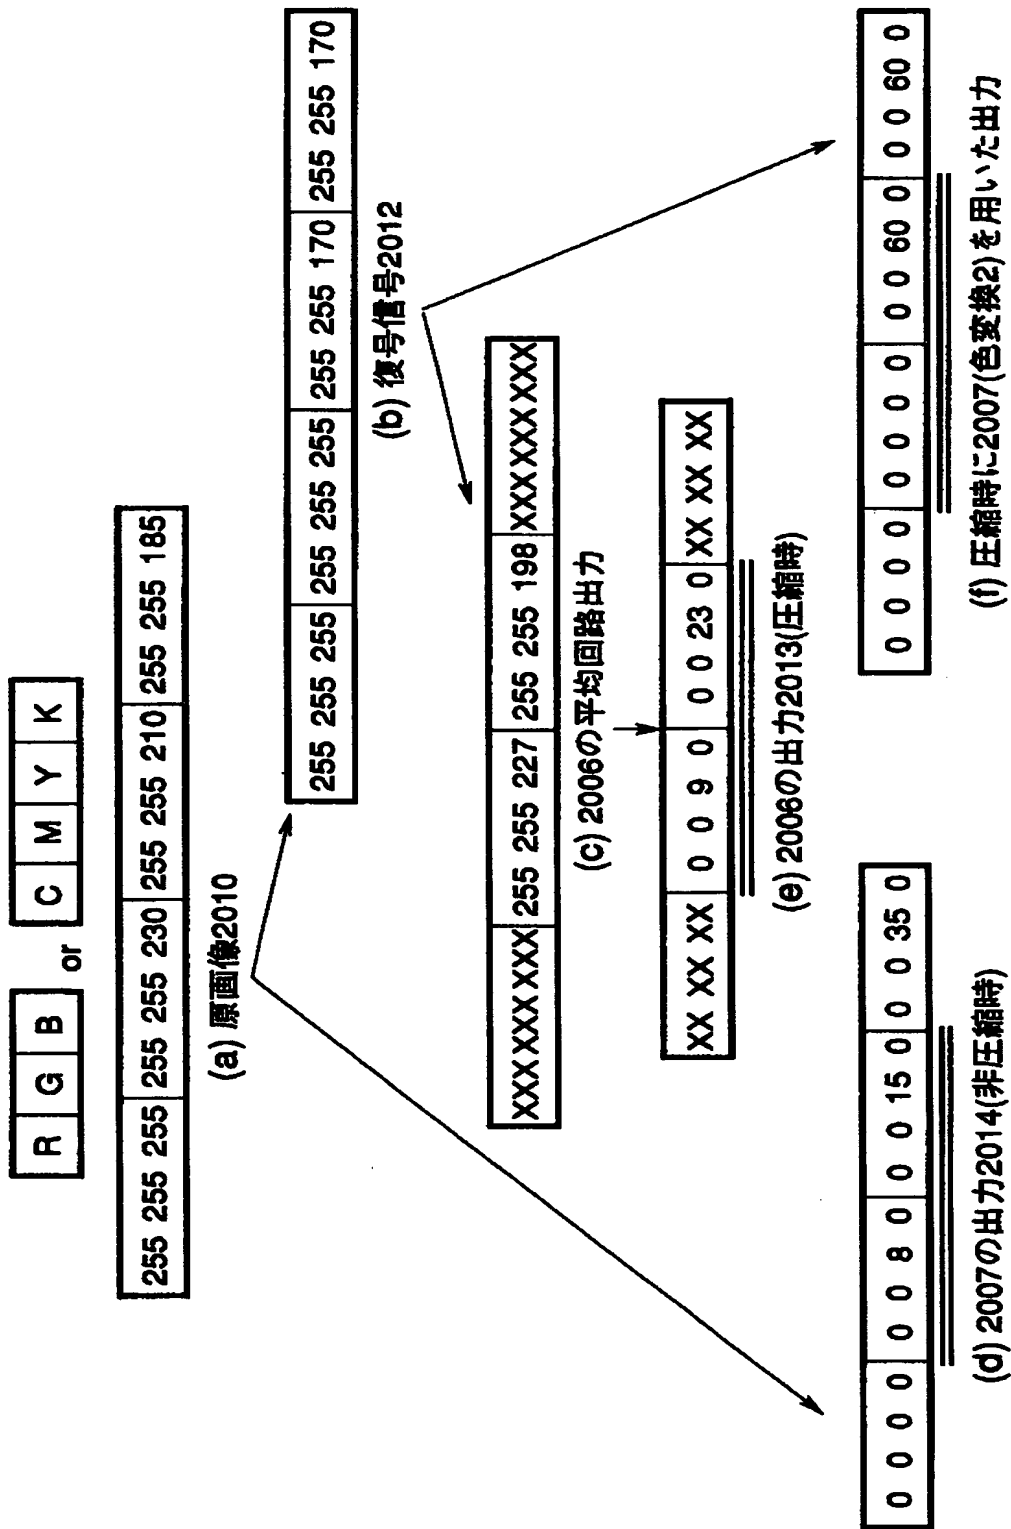 R G B or C M Y K
255 255 255 255 255 230 255 255 210 255 255 185
(a) 原画像2010
255 255 255 255 255 255 255 255 170 255 255 170
(b) 復号信号2012
XXX XXX XXX 255 255 227 255 255 198 XXX XXX XXX
(c) 2006の平均回路出力
XX XX XX 0 0 9 0 0 0 23 0 XX XX XX
(e) 2006の出力2013(圧縮時)
0 0 0 0 0 0 8 0 0 0 15 0 0 0 35 0
(d) 2007の出力2014(非圧縮時)
0 0 0 0 0 0 0 0 0 0 60 0 0 0 60 0
(f) 圧縮時に2007(色変換2)を用いた出力